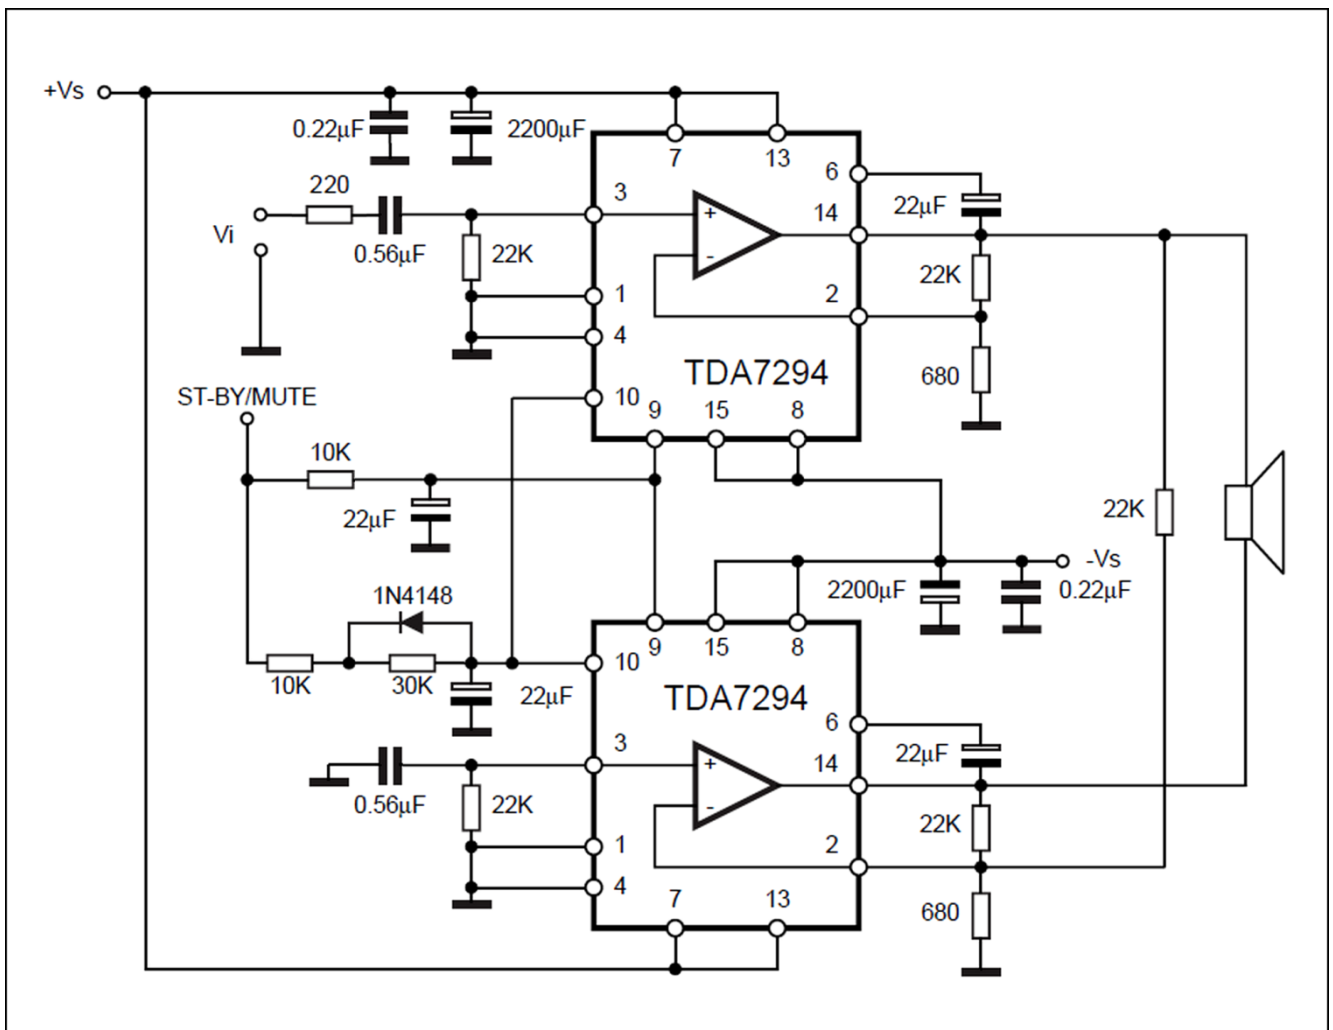 +Vs
0.22µF
2200µF
7
13
6
220
3
+
22µF
14
Vi
0.56µF
22K
-
22K
1
2
4
TDA7294
680
ST-BY/MUTE
10
9
15
8
10K
22µF
22K
-Vs
1N4148
2200µF
0.22µF
9
15
8
10
10K
30K
22µF
TDA7294
6
3
+
22µF
14
0.56µF
22K
-
22K
1
2
4
7
13
680